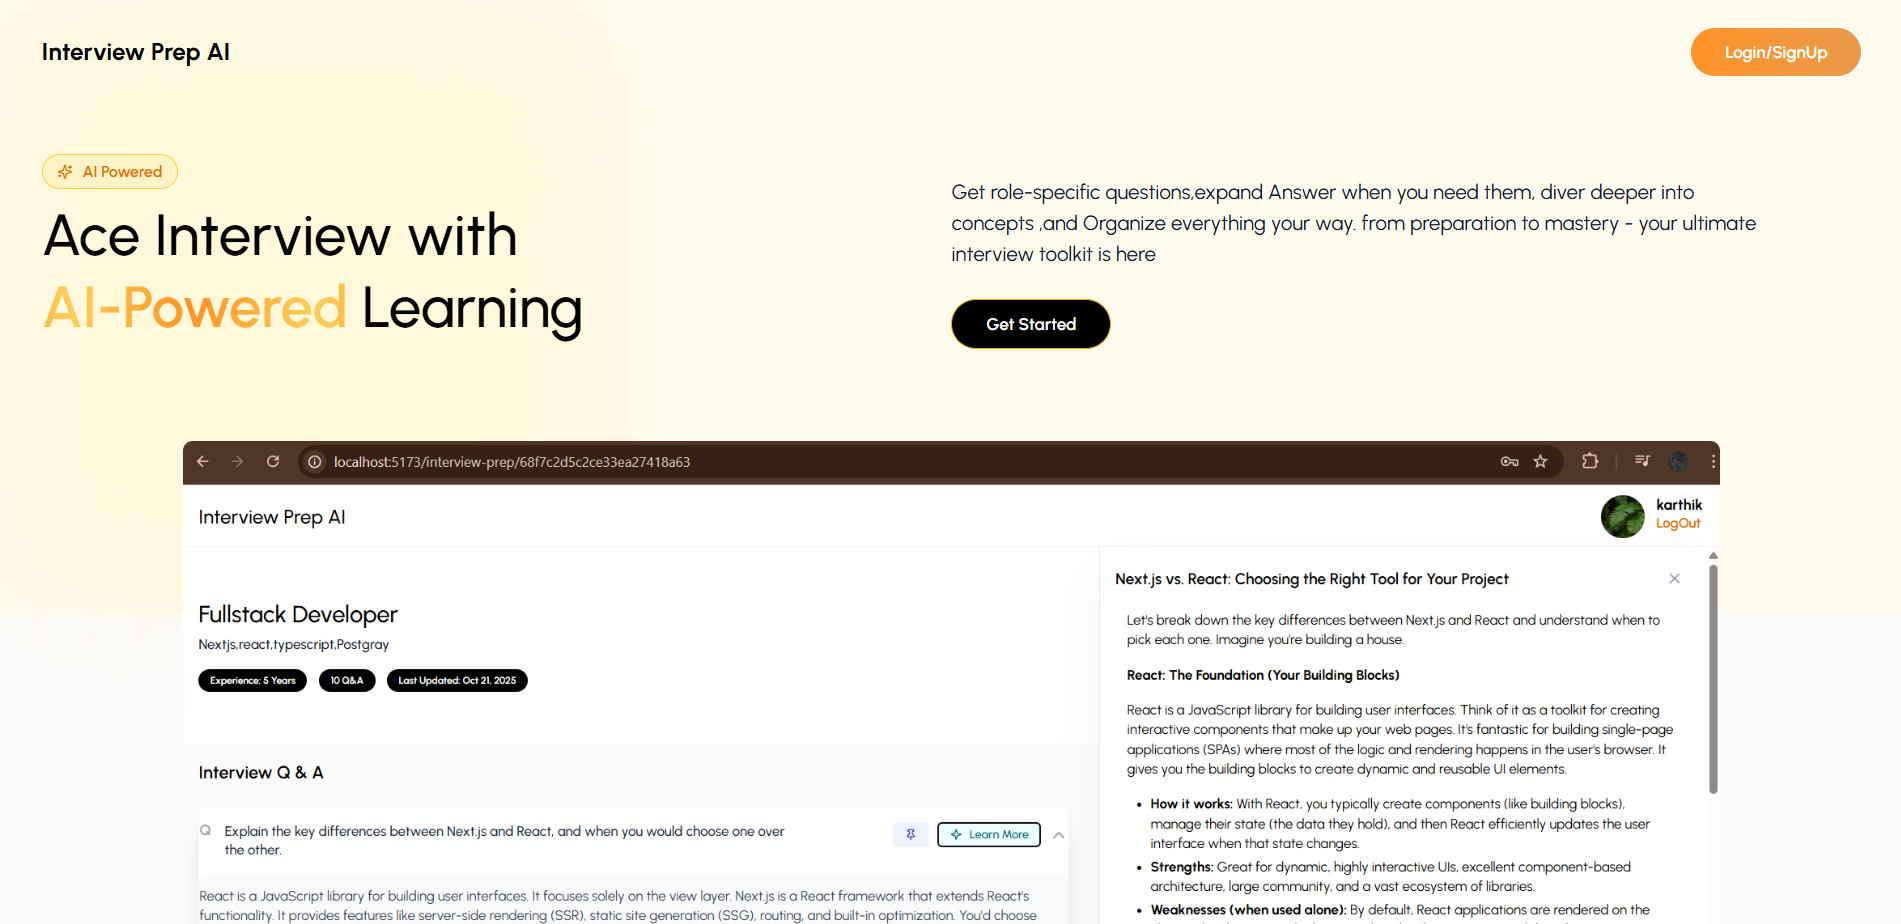 Interview Prep AI
Login/SignUp
AI Powered
Ace Interview with
AI-Powered Learning
Get role-specific questions,expand Answer when you need them, diver deeper into
concepts ,and Organize everything your way. from preparation to mastery - your ultimate
interview toolkit is here
Get Started
localhost:5173/interview-prep/68f7c2d5c2ce33ea27418a63
Interview Prep AI
karthik
LogOut
Fullstack Developer
Nextjs,react,typescript,Postgray
Experience: 5 Years
10 Q&A
Last Updated: Oct 21, 2025
Interview Q & A
Q
Explain the key differences between Next.js and React, and when you would choose one over
the other.
Learn More
React is a JavaScript library for building user interfaces. It focuses solely on the view layer. Next.js is a React framework that extends React's
functionality. It provides features like server-side rendering (SSR), static site generation (SSG), routing, and built-in optimization. You'd choose
Next.js vs. React: Choosing the Right Tool for Your Project
Let's break down the key differences between Next.js and React and understand when to
pick each one. Imagine you're building a house.
React: The Foundation (Your Building Blocks)
React is a JavaScript library for building user interfaces. Think of it as a toolkit for creating
interactive components that make up your web pages. It's fantastic for building single-page
applications (SPAs) where most of the logic and rendering happens in the user's browser. It
gives you the building blocks to create dynamic and reusable UI elements.
• How it works: With React, you typically create components (like building blocks),
manage their state (the data they hold), and then React efficiently updates the user
interface when that state changes.
• Strengths: Great for dynamic, highly interactive UIs, excellent component-based
architecture, large community, and a vast ecosystem of libraries.
• Weaknesses (when used alone): By default, React applications are rendered on the